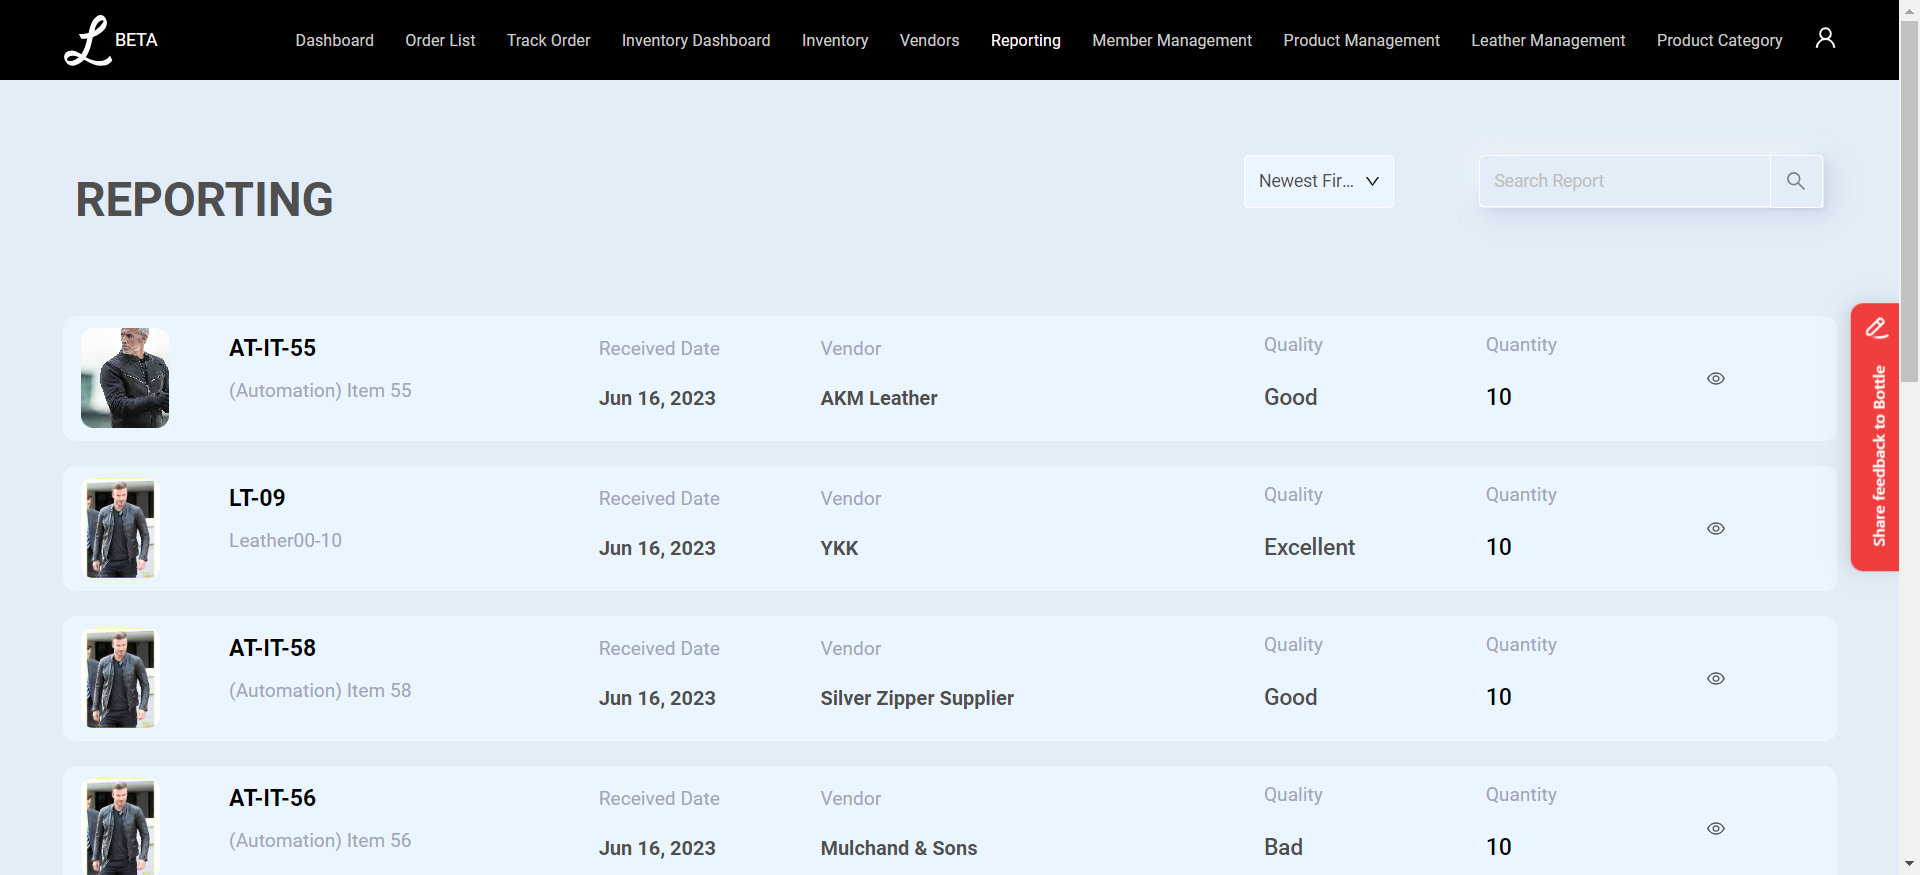 L BETA
Dashboard Order List Track Order Inventory Dashboard Inventory Vendors Reporting Member Management Product Management Leather Management Product Category
REPORTING
Newest Fir...
Search Report
AT-IT-55
(Automation) Item 55
Received Date
Jun 16, 2023
Vendor
AKM Leather
Quality
Good
Quantity
10
LT-09
Leather00-10
Received Date
Jun 16, 2023
Vendor
YKK
Quality
Excellent
Quantity
10
AT-IT-58
(Automation) Item 58
Received Date
Jun 16, 2023
Vendor
Silver Zipper Supplier
Quality
Good
Quantity
10
AT-IT-56
(Automation) Item 56
Received Date
Jun 16, 2023
Vendor
Mulchand & Sons
Quality
Bad
Quantity
10
Share feedback to Bottle